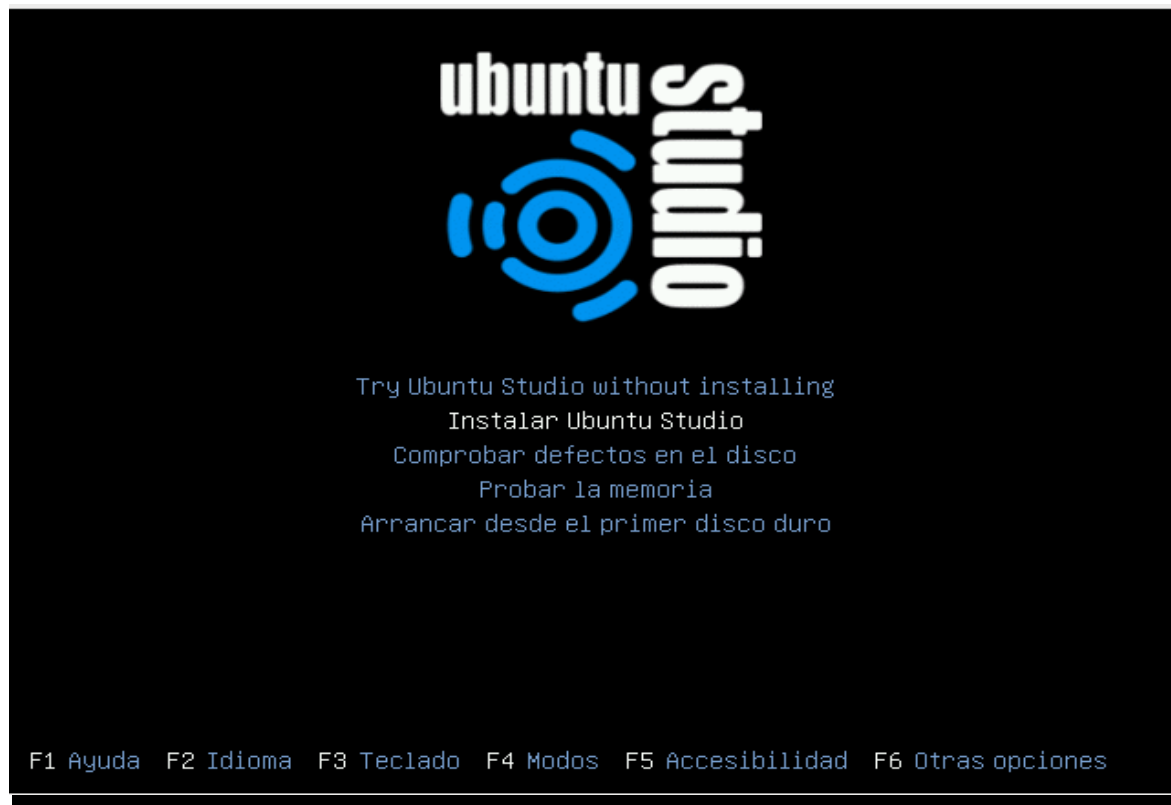 ubuntu studio
Try Ubuntu Studio without installing
Instalar Ubuntu Studio
Comprobar defectos en el disco
Probar la memoria
Arrancar desde el primer disco duro
F1 Ayuda F2 Idioma F3 Teclado F4 Modos F5 Accesibilidad F6 Otras opciones